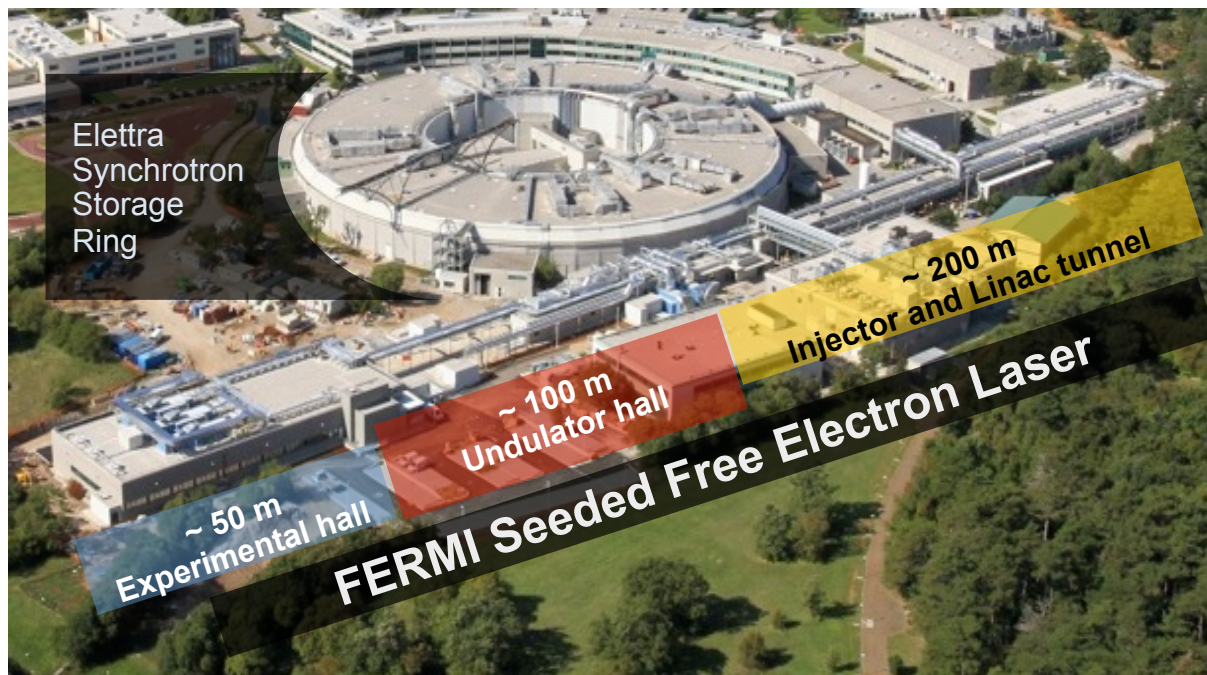 Elettra
Synchrotron
Storage
Ring
~ 200 m
Injector and Linac tunnel
~ 100 m
Undulator hall
~ 50 m
Experimental hall
FERMI Seeded Free Electron Laser